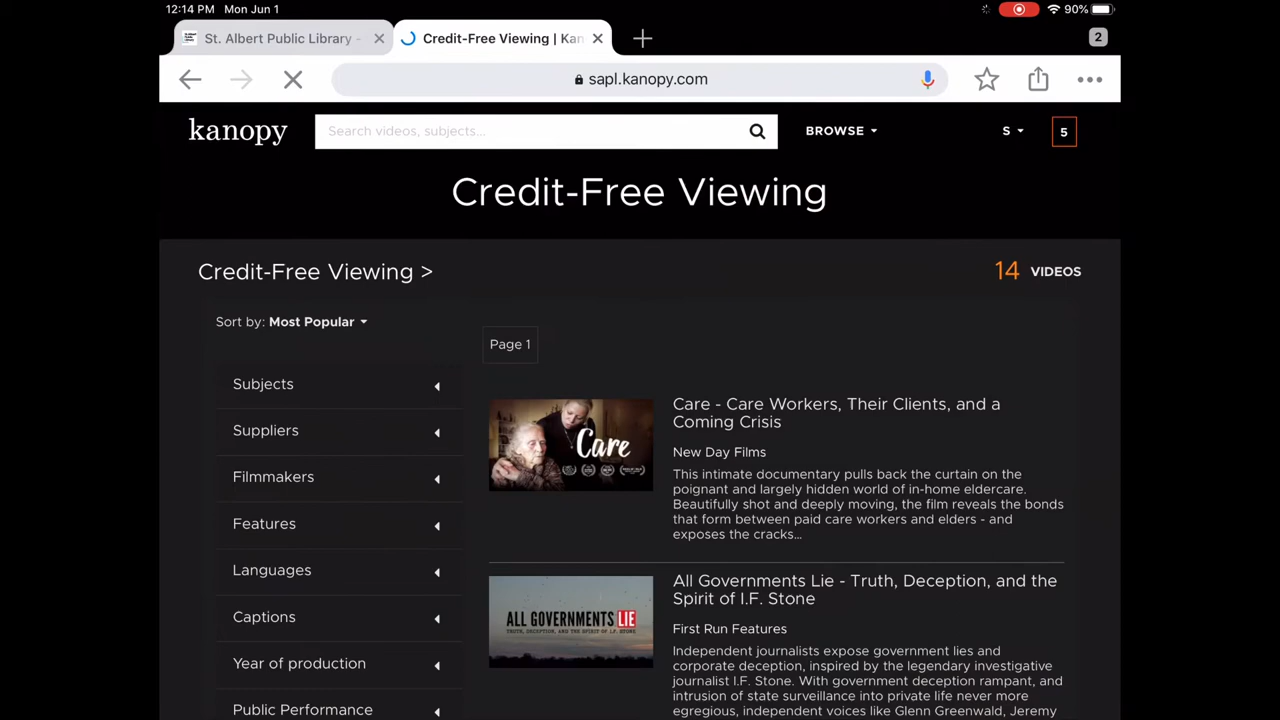 12:14 PM Mon Jun 1
90%
St. Albert Public Library -
Credit-Free Viewing | Kan
2
sapl.kanopy.com
kanopy
Search videos, subjects...
BROWSE
S
5
Credit-Free Viewing
Credit-Free Viewing >
14 VIDEOS
Sort by: Most Popular
Page 1
Subjects
Suppliers
Filmmakers
Features
Languages
Captions
Year of production
Public Performance
Care
Care - Care Workers, Their Clients, and a
Coming Crisis
New Day Films
This intimate documentary pulls back the curtain on the
poignant and largely hidden world of in-home eldercare.
Beautifully shot and deeply moving, the film reveals the bonds
that form between paid care workers and elders - and
exposes the cracks...
ALL GOVERNMENTS LIE
TRUTH, DECEPTION, AND THE SPIRIT OF I.F. STONE
All Governments Lie - Truth, Deception, and the
Spirit of I.F. Stone
First Run Features
Independent journalists expose government lies and
corporate deception, inspired by the legendary investigative
journalist I.F. Stone. With government deception rampant, and
intrusion of state surveillance into private life never more
egregious, independent voices like Glenn Greenwald, Jeremy